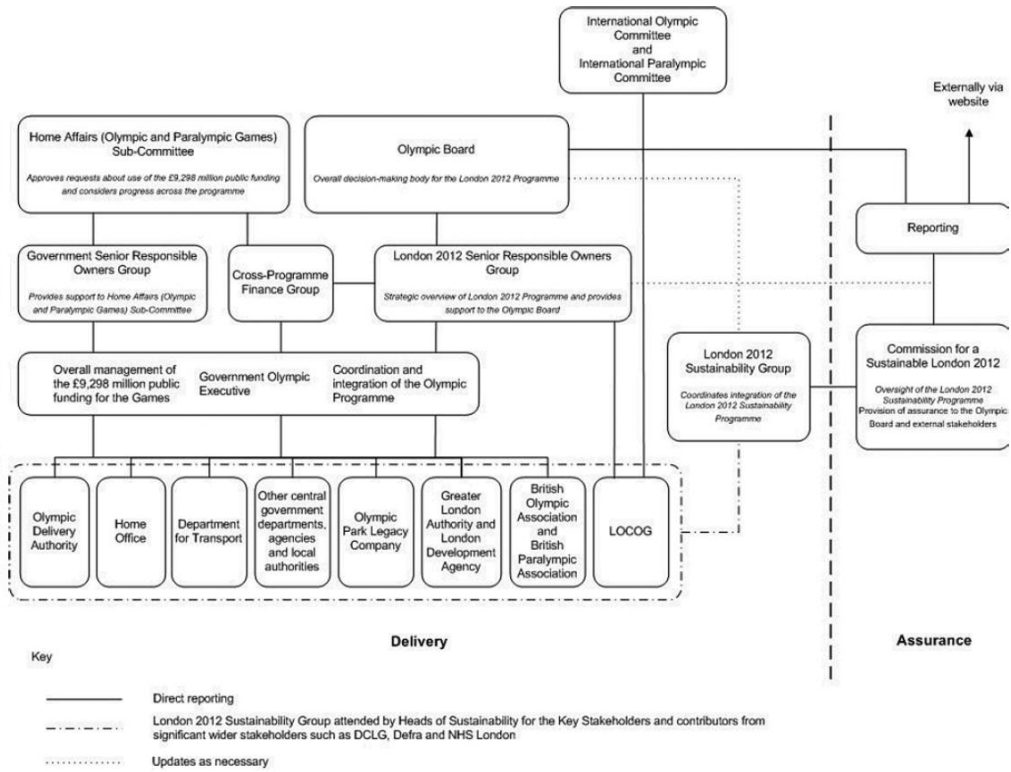 International Olympic
Committee
and
International Paralympic
Committee
Externally via
website
Home Affairs (Olympic and Paralympic Games)
Sub-Committee
Approves requests about use of the £9,298 million public funding
and considers progress across the programme
Olympic Board
Overall decision-making body for the London 2012 Programme
Reporting
Government Senior Responsible
Owners Group
Provides support to Home Affairs (Olympic
and Paralympic Games) Sub-Committee
Cross-Programme
Finance Group
London 2012 Senior Responsible Owners
Group
Strategic overview of London 2012 Programme and provides
support to the Olympic Board
Overall management of
the £9,298 million public
funding for the Games
Government Olympic
Executive
Coordination and
integration of the Olympic
Programme
London 2012
Sustainability Group
Coordinates integration of the
London 2012 Sustainability
Programme
Commission for a
Sustainable London 2012
Oversight of the London 2012
Sustainability Programme
Provision of assurance to the Olympic
Board and external stakeholders
Olympic
Delivery
Authority
Home
Office
Department
for Transport
Other central
government
departments,
agencies
and local
authorities
Olympic
Park Legacy
Company
Greater
London
Authority and
London
Development
Agency
British
Olympic
Association
and
British
Paralympic
Association
LOCOG
Delivery
Assurance
Key
Direct reporting
London 2012 Sustainability Group attended by Heads of Sustainability for the Key Stakeholders and contributors from
significant wider stakeholders such as DCLG, Defra and NHS London
Updates as necessary